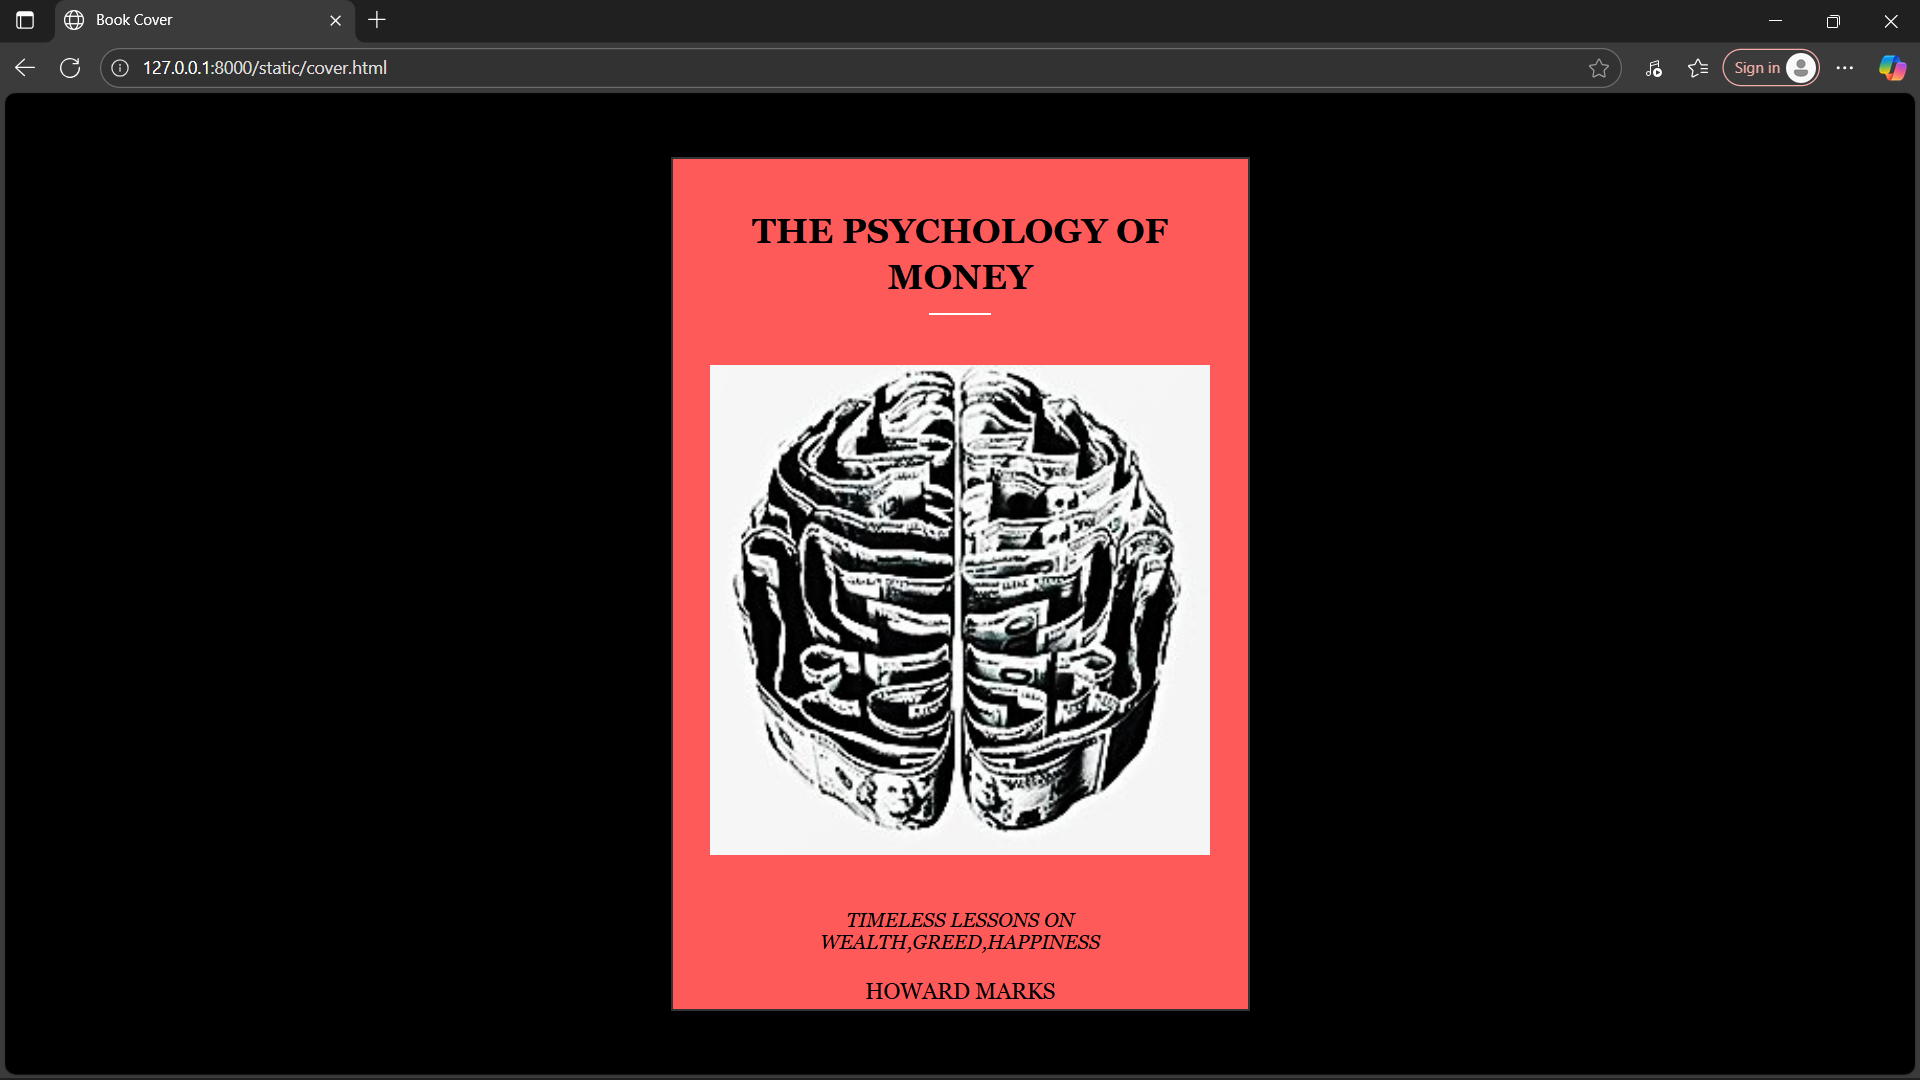 Book Cover
127.0.0.1:8000/static/cover.html
Sign in
THE PSYCHOLOGY OF
MONEY
TIMELESS LESSONS ON
WEALTH,GREED,HAPPINESS
HOWARD MARKS